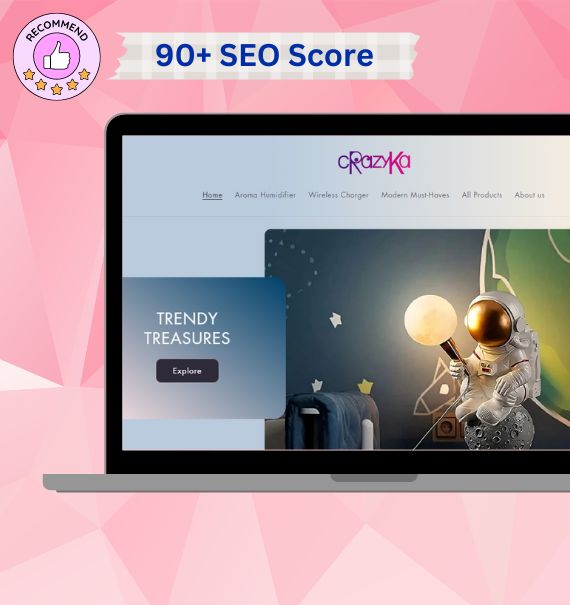 RECOMMEND
90+ SEO Score
cRazyKa
Home Aroma Humidifier Wireless Charger Modern Must-Haves All Products About us
TRENDY
TREASURES
Explore